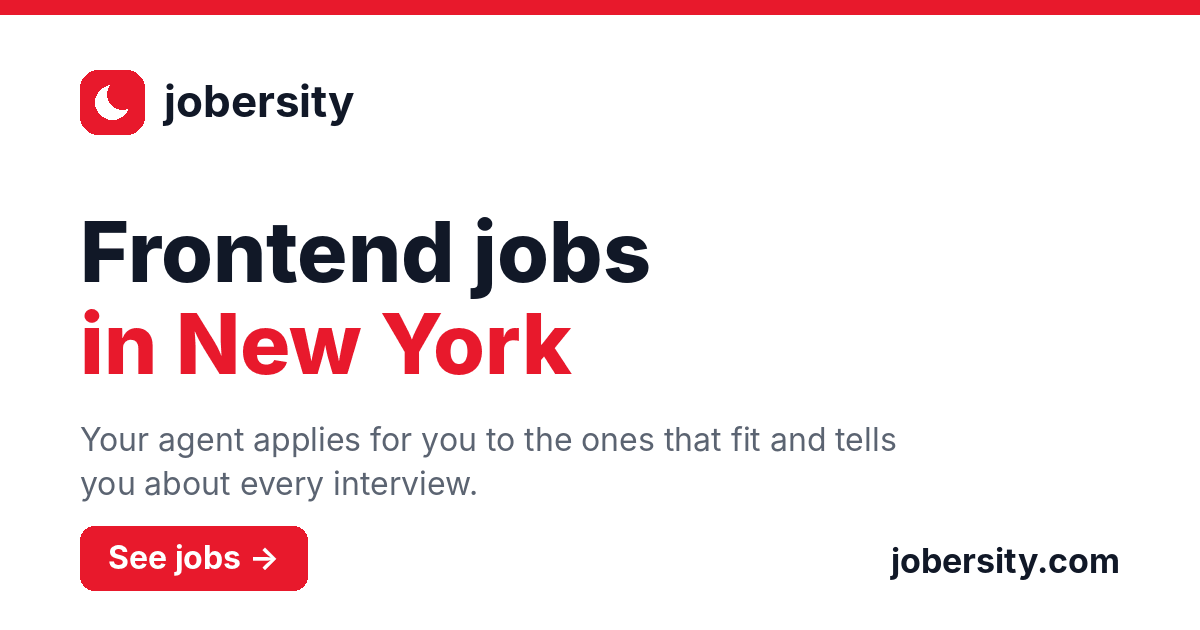 jobersity
Frontend jobs
in New York
Your agent applies for you to the ones that fit and tells
you about every interview.
See jobs →
jobersity.com